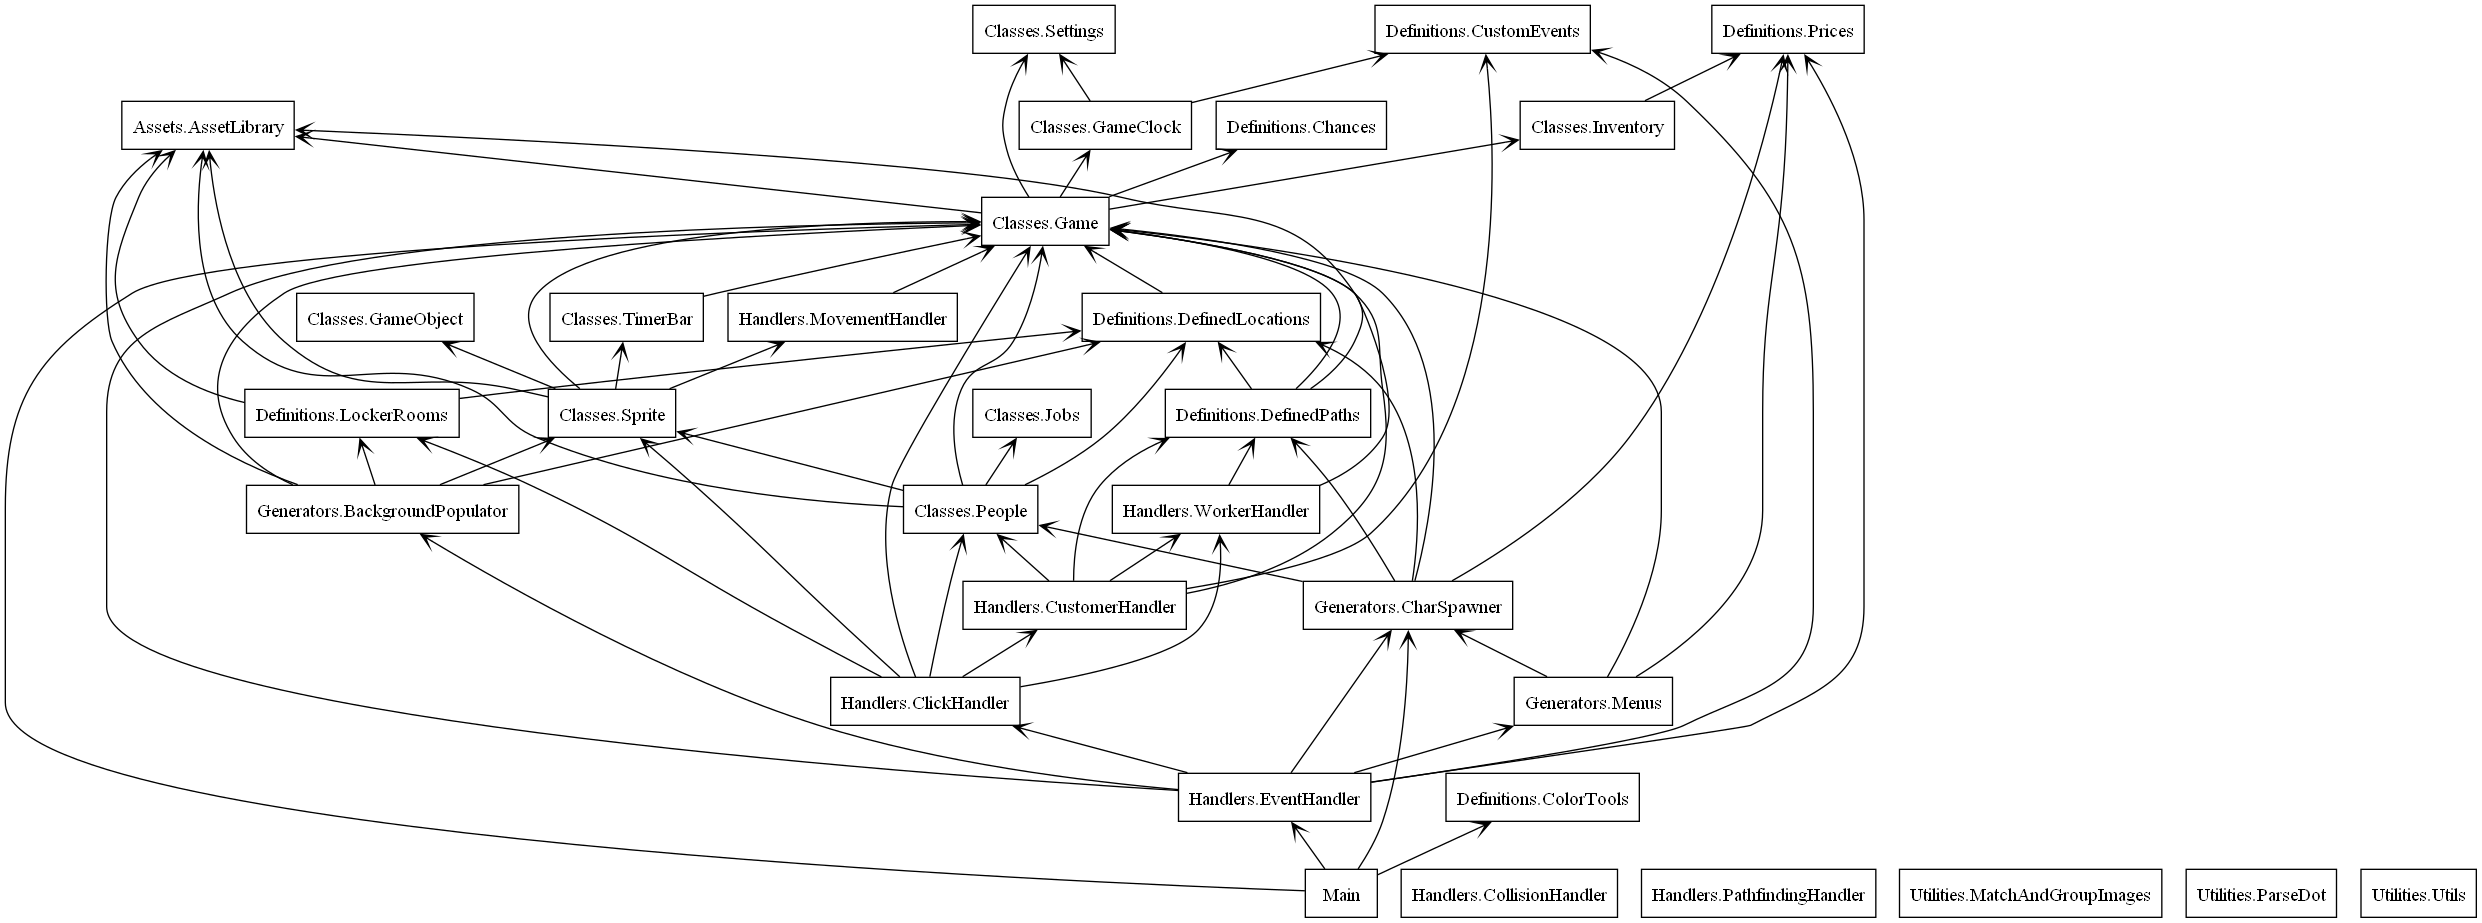 Classes.Settings
Definitions.CustomEvents
Definitions.Prices
Assets.AssetLibrary
Classes.GameClock
Definitions.Chances
Classes.Inventory
Classes.Game
Classes.GameObject
Classes.TimerBar
Handlers.MovementHandler
Definitions.DefinedLocations
Definitions.LockerRooms
Classes.Sprite
Classes.Jobs
Definitions.DefinedPaths
Generators.BackgroundPopulator
Classes.People
Handlers.WorkerHandler
Handlers.CustomerHandler
Generators.CharSpawner
Handlers.ClickHandler
Generators.Menus
Handlers.EventHandler
Definitions.ColorTools
Main
Handlers.CollisionHandler
Handlers.PathfindingHandler
Utilities.MatchAndGroupImages
Utilities.ParseDot
Utilities.Utils